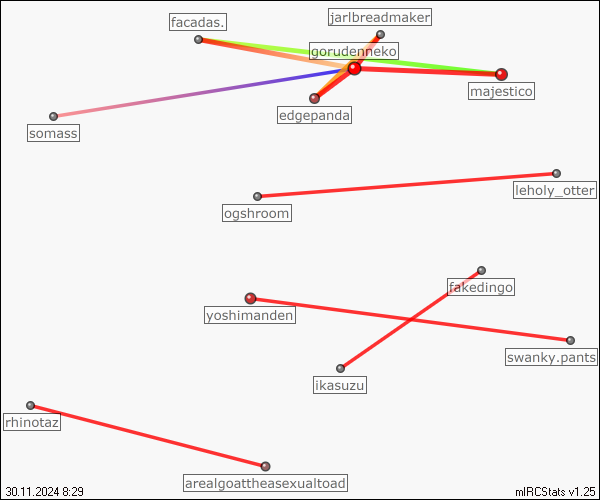 facadas.
jarlbreadmaker
gorudenneko
majestico
edgepanda
somass
leholy_otter
ogshroom
fakedingo
yoshimanden
swanky.pants
ikasuzu
rhinotaz
arealgoattheasexualtoad
30.11.2024 8:29
mIRCStats v1.25